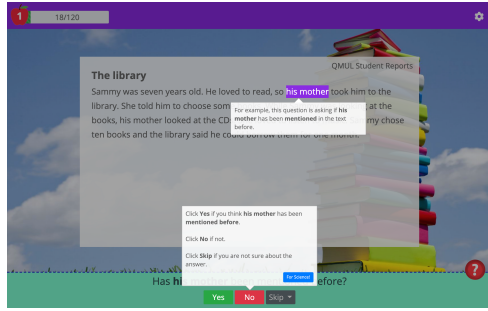 1
18/120
QMUL Student Reports
The library
Sammy was seven years old. He loved to read, so his mother took him to the
library. She told him to choose som at the
books, his mother looked at the CD my chose
ten books and the library said he could borrow them for one month.
For example, this question is asking if his
mother has been mentioned in the text
before.
Click Yes if you think his mother has been
mentioned before.
Click No if not.
Click Skip if you are not sure about the
answer.
For Science!
?
Has his efore?
Yes No Skip